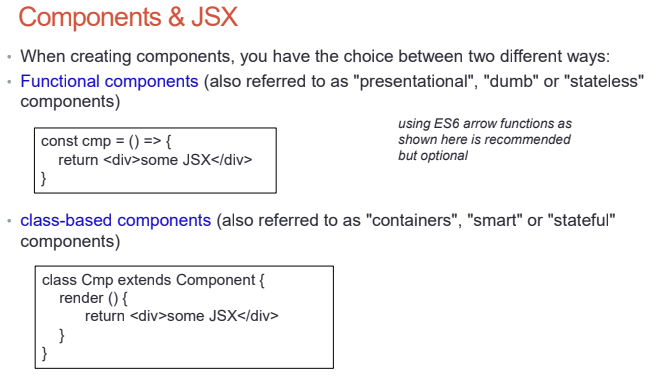 Components & JSX
• When creating components, you have the choice between two different ways:
• Functional components (also referred to as "presentational", "dumb" or "stateless"
components)
using ES6 arrow functions as
shown here is recommended
but optional
const cmp = () => {
return <div>some JSX</div>
}
• class-based components (also referred to as "containers", "smart" or "stateful"
components)
class Cmp extends Component {
render () {
return <div>some JSX</div>
}
}